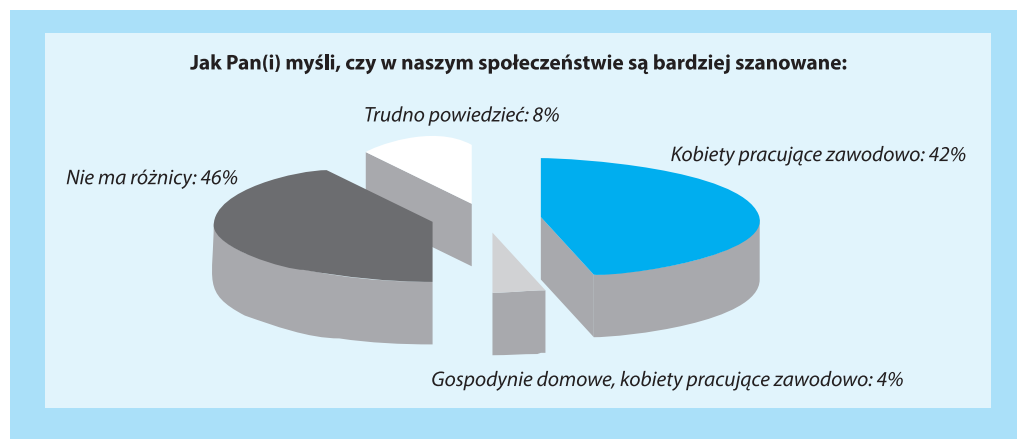 Jak Pan(i) myśli, czy w naszym społeczeństwie są bardziej szanowane:
Trudno powiedzieć: 8%
Kobiety pracujące zawodowo: 42%
Nie ma różnicy: 46%
Gospodynie domowe, kobiety pracujące zawodowo: 4%